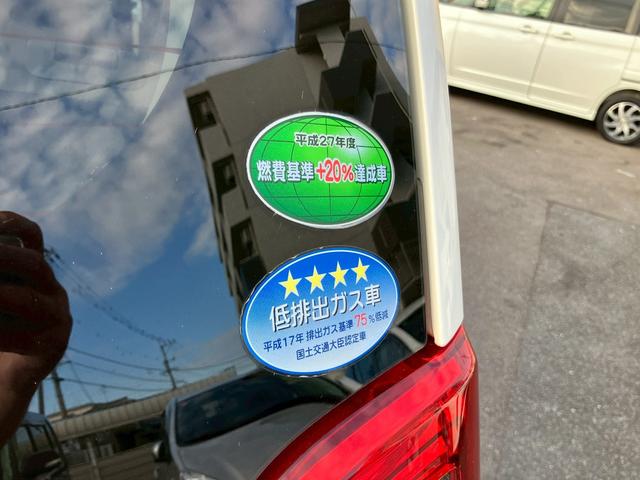 平成27年度
燃費基準+20%達成車
低排出ガス車
平成17年 排出ガス基準 75%低減
国土交通大臣認定車